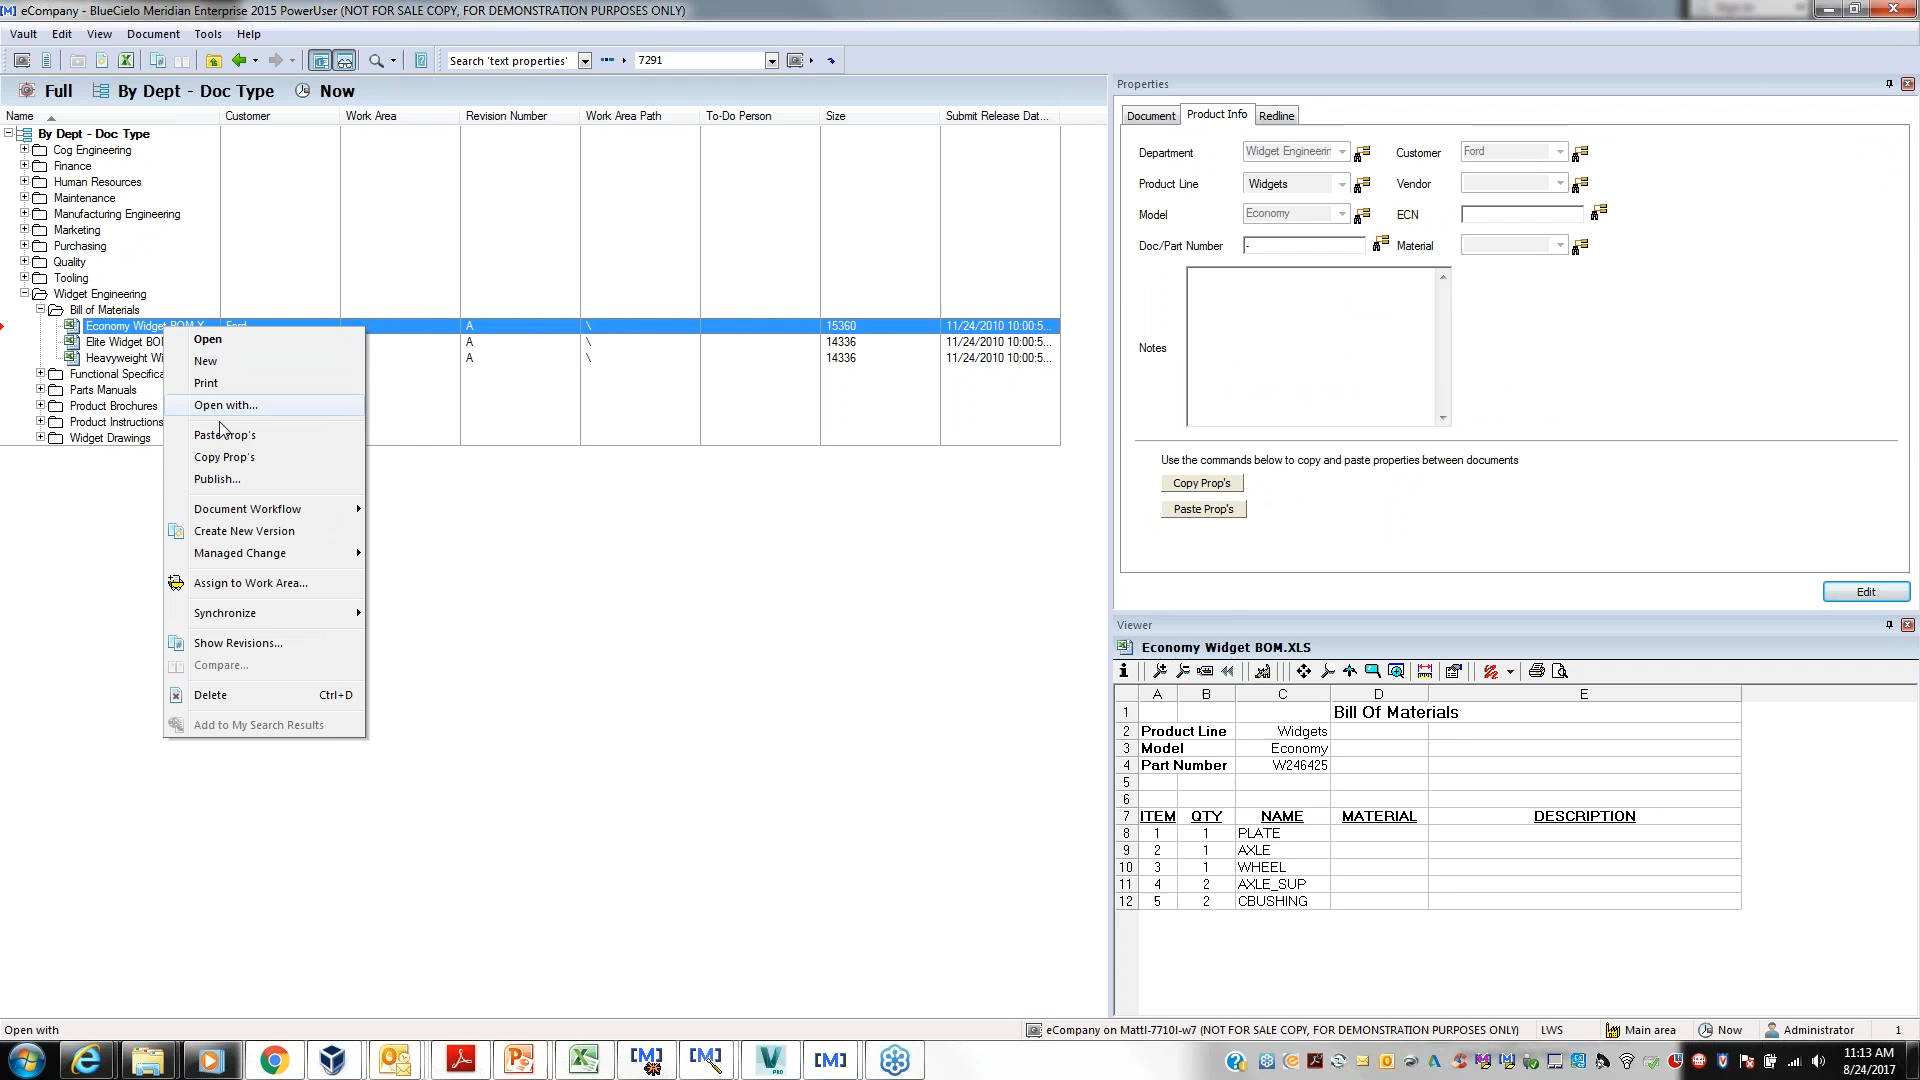 eCompany - BlueCielo Meridian Enterprise 2015 PowerUser (NOT FOR SALE COPY, FOR DEMONSTRATION PURPOSES ONLY)
Vault Edit View Document Tools Help
Search 'text properties' 7291
Full By Dept - Doc Type Now
Name Customer Work Area Revision Number Work Area Path To-Do Person Size Submit Release Dat...
By Dept - Doc Type
Cog Engineering
Finance
Human Resources
Maintenance
Manufacturing Engineering
Marketing
Purchasing
Quality
Tooling
Widget Engineering
Bill of Materials
Economy Widget BOM.X... Ford A \ 15360 11/24/2010 10:00:5...
Elite Widget BO A \ 14336 11/24/2010 10:00:5...
Heavyweight Wi A \ 14336 11/24/2010 10:00:5...
Functional Specifica
Parts Manuals
Product Brochures
Product Instructions
Widget Drawings
Open
New
Print
Open with...
Paste Prop's
Copy Prop's
Publish...
Document Workflow
Create New Version
Managed Change
Assign to Work Area...
Synchronize
Show Revisions...
Compare...
Delete Ctrl+D
Add to My Search Results
Properties
Document Product Info Redline
Department Widget Engineerin Customer Ford
Product Line Widgets Vendor
Model Economy ECN
Doc/Part Number - Material
Notes
Use the commands below to copy and paste properties between documents
Copy Prop's
Paste Prop's
Edit
Viewer
Economy Widget BOM.XLS
A B C D E
1 Bill Of Materials
2 Product Line Widgets
3 Model Economy
4 Part Number W246425
5
6
7 ITEM QTY NAME MATERIAL DESCRIPTION
8 1 1 PLATE
9 2 1 AXLE
10 3 1 WHEEL
11 4 2 AXLE_SUP
12 5 2 CBUSHING
Open with eCompany on MattI-7710l-w7 (NOT FOR SALE COPY, FOR DEMONSTRATION PURPOSES ONLY) LWS Main area Now Administrator 1
11:13 AM
8/24/2017